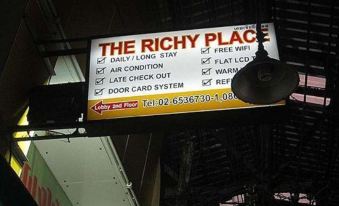 THE RICHY PLACE
DAILY / LONG STAY
AIR CONDITION
LATE CHECK OUT
DOOR CARD SYSTEM
FREE WIFI
FLAT LCD
WARM
Lobby 2nd Floor
Tel:02-6536730-1,086